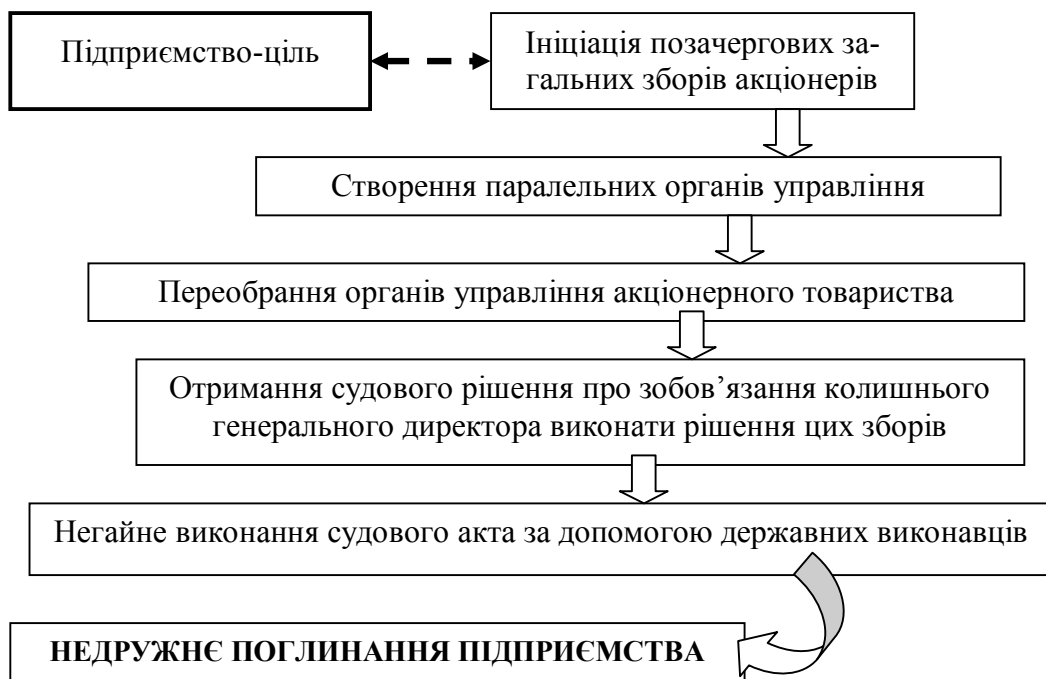 Підприємство-ціль
Ініціація позачергових за-
гальних зборів акціонерів
Створення паралельних органів управління
Переобрання органів управління акціонерного товариства
Отримання судового рішення про зобов’язання колишнього
генерального директора виконати рішення цих зборів
Негайне виконання судового акта за допомогою державних виконавців
НЕДРУЖНЄ ПОГЛИНАННЯ ПІДПРИЄМСТВА